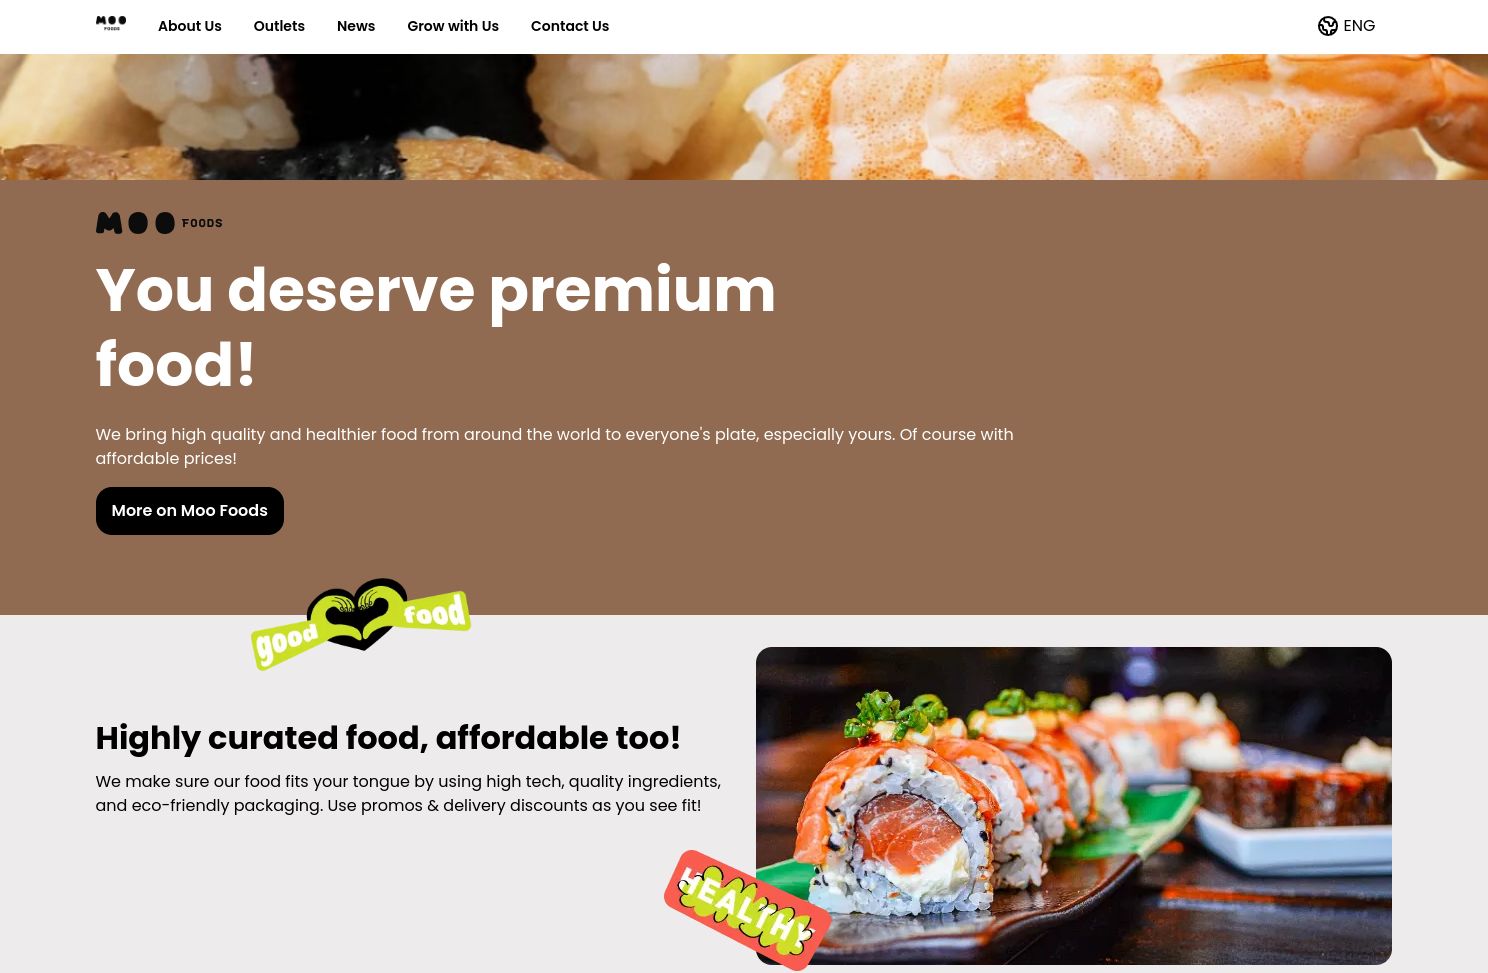 MOO
FOODS
About Us
Outlets
News
Grow with Us
Contact Us
ENG
MOO FOODS
You deserve premium
food!
We bring high quality and healthier food from around the world to everyone's plate, especially yours. Of course with
affordable prices!
More on Moo Foods
good food
Highly curated food, affordable too!
We make sure our food fits your tongue by using high tech, quality ingredients,
and eco-friendly packaging. Use promos & delivery discounts as you see fit!
HEALTHY